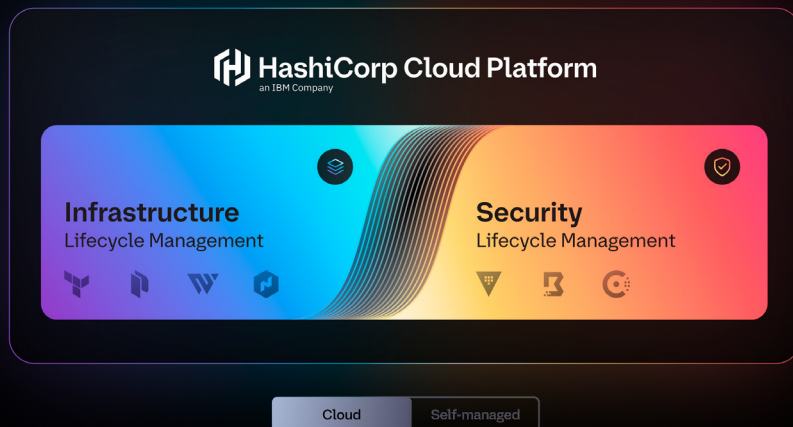 HashiCorp Cloud Platform
an IBM Company
Infrastructure
Lifecycle Management
Security
Lifecycle Management
Cloud
Self-managed